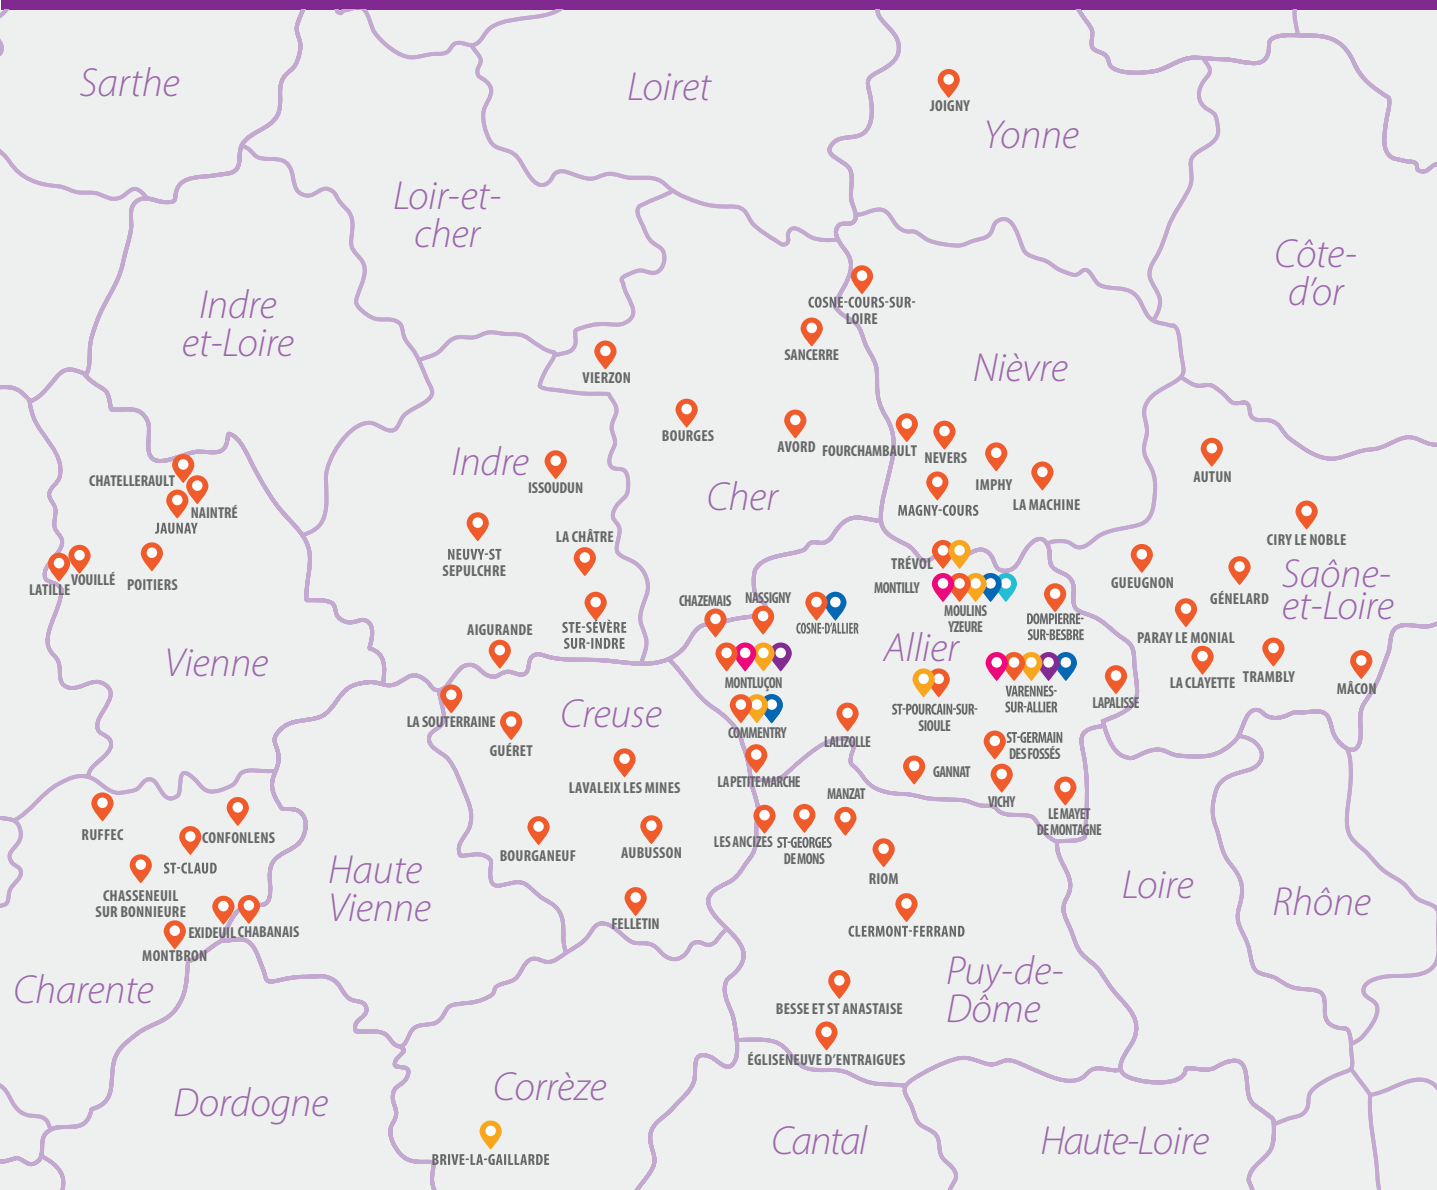 Sarthe
Loiret
JOIGNY
Yonne
Loir-et-
cher
Côte-
d'or
Indre
et-Loire
COSNE-COURS-SUR-
LOIRE
SANCERRE
VIERZON
Nièvre
BOURGES
AVORD
FOURCHAMBAULT
NEVERS
IMPHY
LA MACHINE
MAGNY-COURS
AUTUN
CHATELLERAULT
NAINTRÉ
JAUNAY
Indre
ISSOUDUN
Cher
NEUVY-ST
SEPULCHRE
LA CHÂTRE
CIRY LE NOBLE
LATILLE
VOUILLÉ
POITIERS
TRÉVOL
MONTILLY
MOULINS
YZEURE
GUEUGNON
GÉNELARD
Saône-
et-Loire
CHAZEMAIS
NASSIGNY
COSNE-D'ALLIER
DOMPIERRE-
SUR-BESBRE
PARAY LE MONIAL
AIGURANDE
STE-SÉVÈRE
SUR-INDRE
Vienne
Allier
MONTLUÇON
VARENNES-
SUR-ALLIER
LAPALISSE
LA CLAYETTE
TRAMBLY
MÂCON
LA SOUTERRAINE
GUÉRET
Creuse
COMMENTRY
ST-POURCAIN-SUR-
SIOULE
LALIZOLLE
ST-GERMAIN
DES FOSSÉS
LAVALEIX LES MINES
LA PETITE MARCHE
GANNAT
VICHY
MANZAT
LE MAYET
DE MONTAGNE
RUFFEC
CONFONLENS
ST-CLAUD
BOURGANEUF
AUBUSSON
LES ANCIZES
ST-GEORGES
DE MONS
RIOM
Haute
Vienne
CHASSENEUIL
SUR BONNIEURE
EXIDEUIL
CHABANAIS
MONTBRON
FELLETIN
CLERMONT-FERRAND
Loire
Rhône
Charente
Puy-de-
Dôme
BESSE ET ST ANASTAISE
ÉGLISENEUVE D'ENTRAIGUES
Dordogne
Corrèze
BRIVE-LA-GAILLARDE
Cantal
Haute-Loire